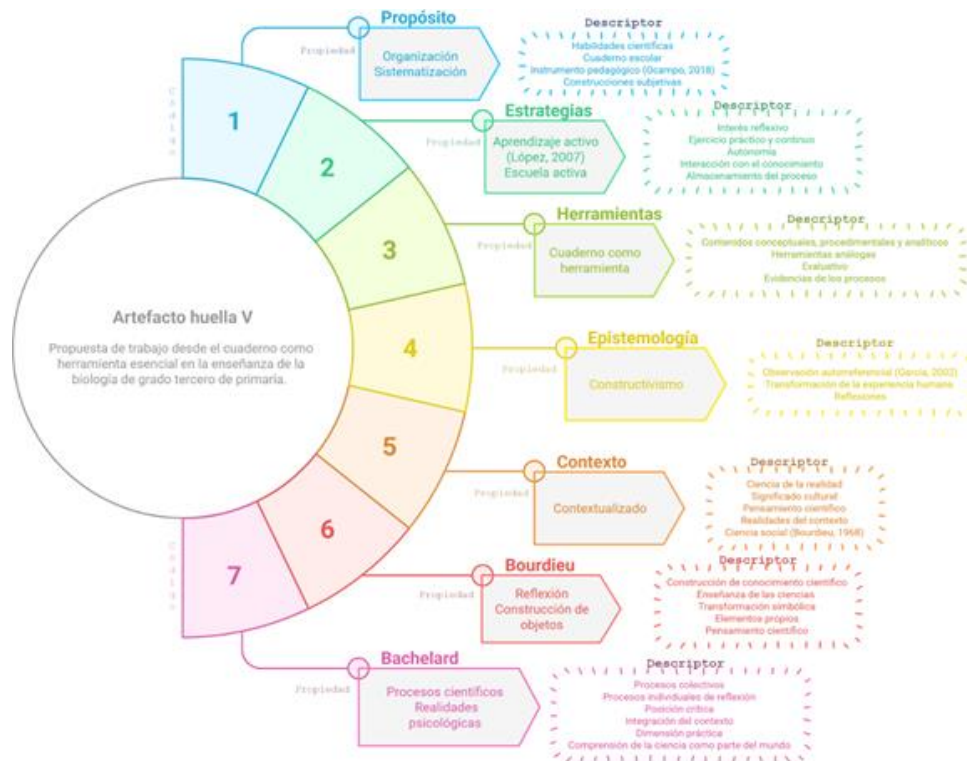 Propósito
Propiedad
Organización
Sistematización
Descriptor
Habilidades científicas
Cuaderno escolar
Instrumento pedagógico (Ocampo, 2018)
Construcciones subjetivas
Código
1
Estrategias
Propiedad
Aprendizaje activo
(López, 2007)
Escuela activa
Descriptor
Interés reflexivo
Ejercicio práctico y continuo
Autonomía
Interacción con el conocimiento
Almacenamiento del proceso
2
Herramientas
Propiedad
Cuaderno como
herramienta
Descriptor
Contenidos conceptuales, procedimentales y analíticos
Herramientas análogas
Evaluativo
Evidencias de los procesos
3
Artefacto huella V
Propuesta de trabajo desde el cuaderno como
herramienta esencial en la enseñanza de la
biología de grado tercero de primaria.
4
Epistemología
Propiedad
Constructivismo
Descriptor
Observación autorreferencial (García, 2002)
Transformación de la experiencia humana
Reflexiones
5
Contexto
Propiedad
Contextualizado
Descriptor
Ciencia de la realidad
Significado cultural
Pensamiento científico
Realidades del contexto
Ciencia social (Bourdieu, 1968)
6
Bourdieu
Propiedad
Reflexión
Construcción de
objetos
Descriptor
Construcción de conocimiento científico
Enseñanza de las ciencias
Transformación simbólica
Elementos propios
Pensamiento científico
7
Código
Bachelard
Propiedad
Procesos científicos
Realidades
psicológicas
Descriptor
Procesos colectivos
Procesos individuales de reflexión
Posición crítica
Integración del contexto
Dimensión práctica
Comprensión de la ciencia como parte del mundo